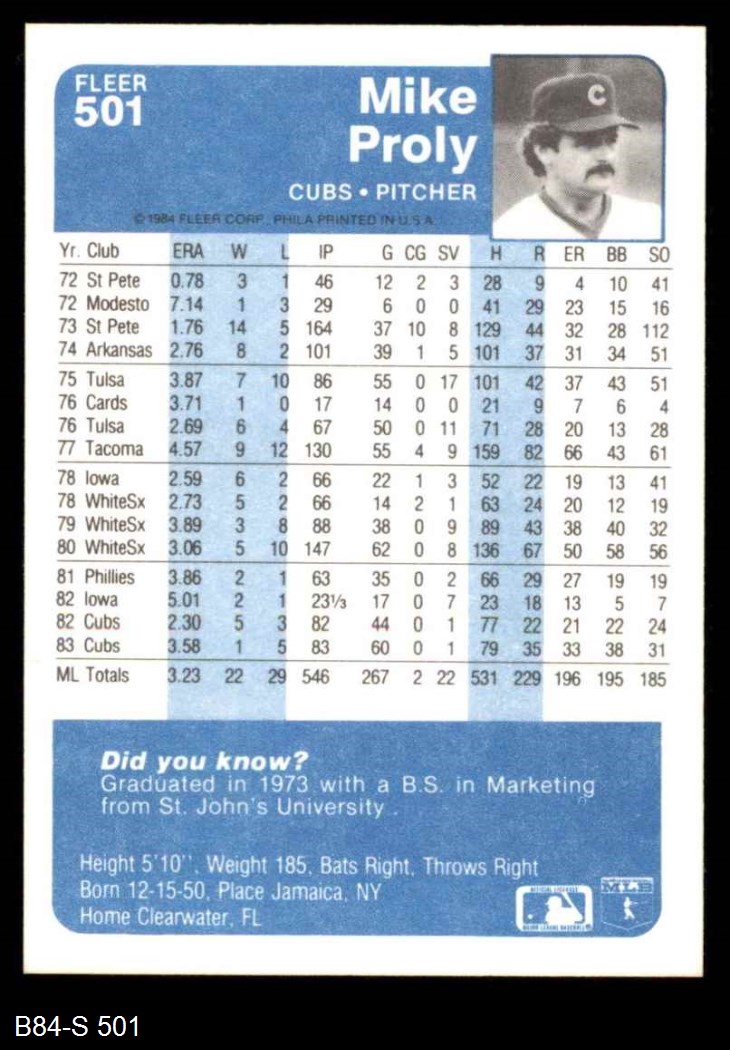 FLEER
501
Mike
Proly
CUBS • PITCHER
© 1984 FLEER CORP., PHILA PRINTED IN U.S.A.
C
Yr. Club ERA W L IP G CG SV H R ER BB SO
72 St Pete 0.78 3 1 46 12 2 3 28 9 4 10 41
72 Modesto 7.14 1 3 29 6 0 0 41 29 23 15 16
73 St Pete 1.76 14 5 164 37 10 8 129 44 32 28 112
74 Arkansas 2.76 8 2 101 39 1 5 101 37 31 34 51
75 Tulsa 3.87 7 10 86 55 0 17 101 42 37 43 51
76 Cards 3.71 1 0 17 14 0 0 21 9 7 6 4
76 Tulsa 2.69 6 4 67 50 0 11 71 28 20 13 28
77 Tacoma 4.57 9 12 130 55 4 9 159 82 66 43 61
78 Iowa 2.59 6 2 66 22 1 3 52 22 19 13 41
78 WhiteSx 2.73 5 2 66 14 2 1 63 24 20 12 19
79 WhiteSx 3.89 3 8 88 38 0 9 89 43 38 40 32
80 WhiteSx 3.06 5 10 147 62 0 8 136 67 50 58 56
81 Phillies 3.86 2 1 63 35 0 2 66 29 27 19 19
82 Iowa 5.01 2 1 23⅓ 17 0 7 23 18 13 5 7
82 Cubs 2.30 5 3 82 44 0 1 77 22 21 22 24
83 Cubs 3.58 1 5 83 60 0 1 79 35 33 38 31
ML Totals 3.23 22 29 546 267 2 22 531 229 196 195 185
Did you know?
Graduated in 1973 with a B.S. in Marketing
from St. John's University.
Height 5'10'', Weight 185, Bats Right, Throws Right
Born 12-15-50, Place Jamaica, NY
Home Clearwater, FL
MAJOR LEAGUE BASEBALL
MLB
B84-S 501